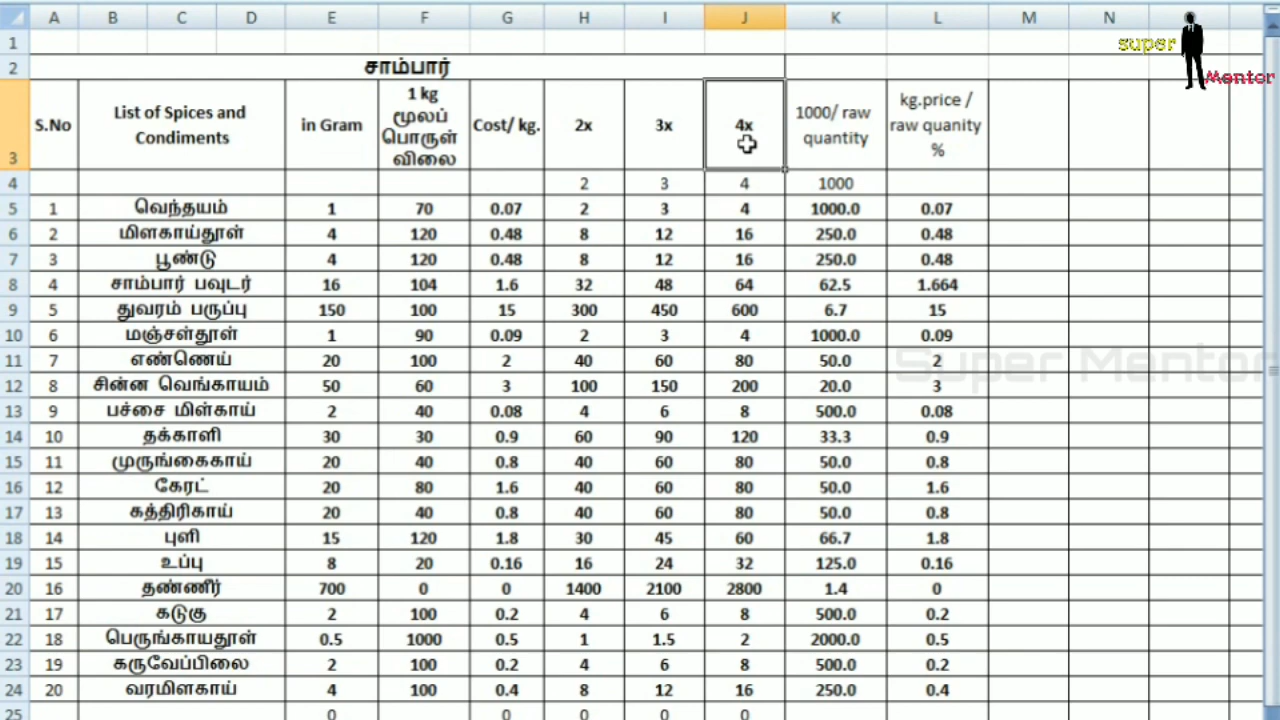 A B C D E F G H I J K L M N
super
Mentor
1
2 சாம்பார்
3 S.No List of Spices and Condiments in Gram 1 kg மூலப் பொருள் விலை Cost/ kg. 2x 3x 4x 1000/ raw quantity kg.price / raw quanity %
4 2 3 4 1000
5 1 வெந்தயம் 1 70 0.07 2 3 4 1000.0 0.07
6 2 மிளகாய்தூள் 4 120 0.48 8 12 16 250.0 0.48
7 3 பூண்டு 4 120 0.48 8 12 16 250.0 0.48
8 4 சாம்பார் பவுடர் 16 104 1.6 32 48 64 62.5 1.664
9 5 துவரம் பருப்பு 150 100 15 300 450 600 6.7 15
10 6 மஞ்சள்தூள் 1 90 0.09 2 3 4 1000.0 0.09
11 7 எண்ணெய் 20 100 2 40 60 80 50.0 2
Super Mentor
12 8 சின்ன வெங்காயம் 50 60 3 100 150 200 20.0 3
13 9 பச்சை மிள்காய் 2 40 0.08 4 6 8 500.0 0.08
14 10 தக்காளி 30 30 0.9 60 90 120 33.3 0.9
15 11 முருங்கைகாய் 20 40 0.8 40 60 80 50.0 0.8
16 12 கேரட் 20 80 1.6 40 60 80 50.0 1.6
17 13 கத்திரிகாய் 20 40 0.8 40 60 80 50.0 0.8
18 14 புளி 15 120 1.8 30 45 60 66.7 1.8
19 15 உப்பு 8 20 0.16 16 24 32 125.0 0.16
20 16 தண்ணீர் 700 0 0 1400 2100 2800 1.4 0
21 17 கடுகு 2 100 0.2 4 6 8 500.0 0.2
22 18 பெருங்காயதூள் 0.5 1000 0.5 1 1.5 2 2000.0 0.5
23 19 கருவேப்பிலை 2 100 0.2 4 6 8 500.0 0.2
24 20 வரமிளகாய் 4 100 0.4 8 12 16 250.0 0.4
25 0 0 0 0 0